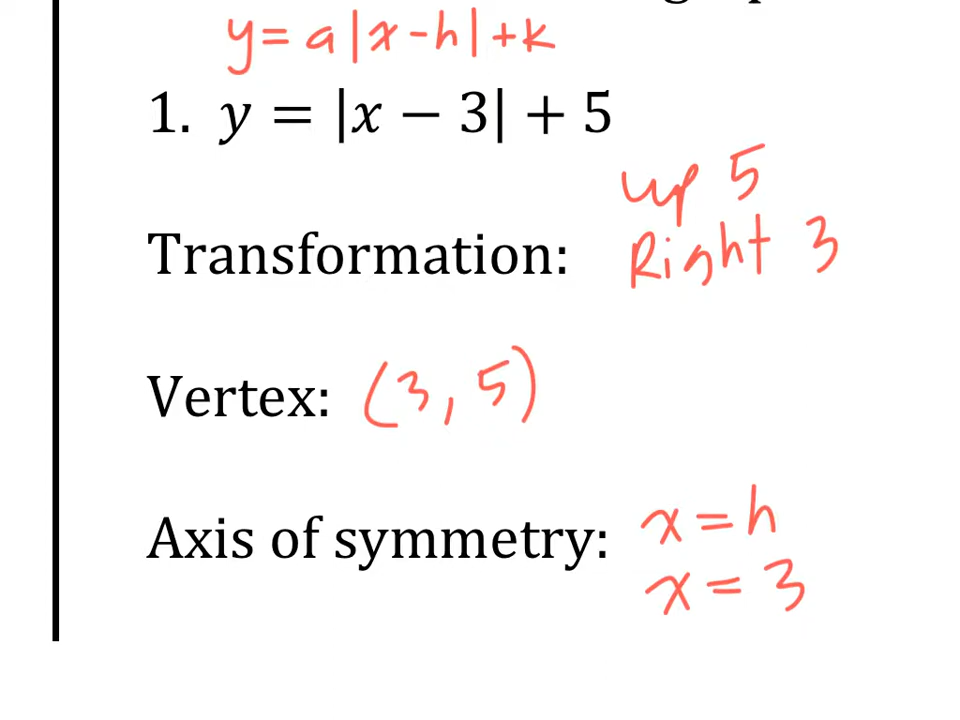 y = a|x - h| + k
1. y = |x − 3| + 5
up 5
Transformation: Right 3
Vertex: (3, 5)
Axis of symmetry: x = h
x = 3